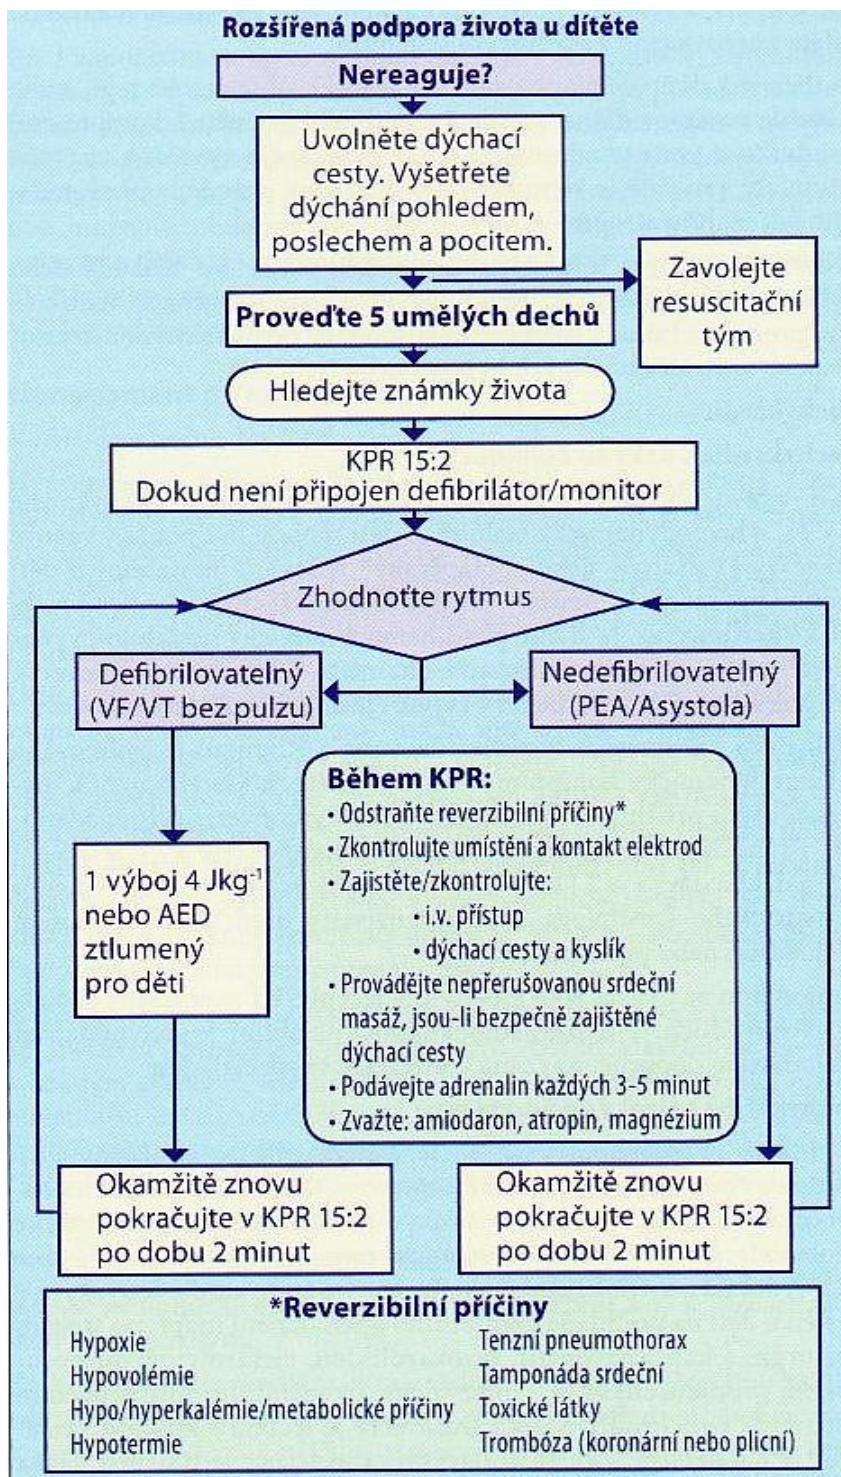 Rozšířená podpora života u dítěte
Nereaguje?
Uvolněte dýchací
cesty. Vyšetřete
dýchání pohledem,
poslechem a pocitem.
Zavolejte
resuscitační
tým
Proveďte 5 umělých dechů
Hledejte známky života
KPR 15:2
Dokud není připojen defibrilátor/monitor
Zhodnoťte rytmus
Defibrilovatelný
(VF/VT bez pulzu)
Nedefibrilovatelný
(PEA/Asystola)
1 výboj 4 Jkg⁻¹
nebo AED
ztlumený
pro děti
Během KPR:
• Odstraňte reverzibilní příčiny*
• Zkontrolujte umístění a kontakt elektrod
• Zajistěte/zkontrolujte:
• i.v. přístup
• dýchací cesty a kyslík
• Provádějte nepřerušovanou srdeční
masáž, jsou-li bezpečně zajištěné
dýchací cesty
• Podávejte adrenalin každých 3-5 minut
• Zvažte: amiodaron, atropin, magnézium
Okamžitě znovu
pokračujte v KPR 15:2
po dobu 2 minut
Okamžitě znovu
pokračujte v KPR 15:2
po dobu 2 minut
*Reverzibilní příčiny
Hypoxie
Hypovolémie
Hypo/hyperkalémie/metabolické příčiny
Hypotermie
Tenzní pneumothorax
Tamponáda srdeční
Toxické látky
Trombóza (koronární nebo plicní)